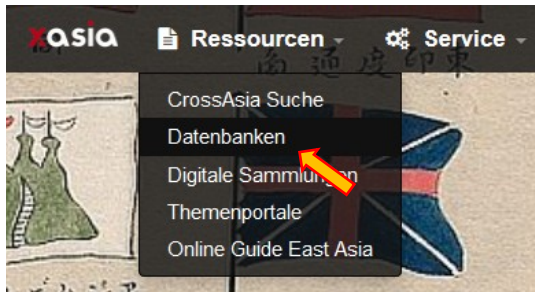 xasia Ressourcen Service
CrossAsia Suche
Datenbanken
Digitale Sammlungen
Themenportale
Online Guide East Asia